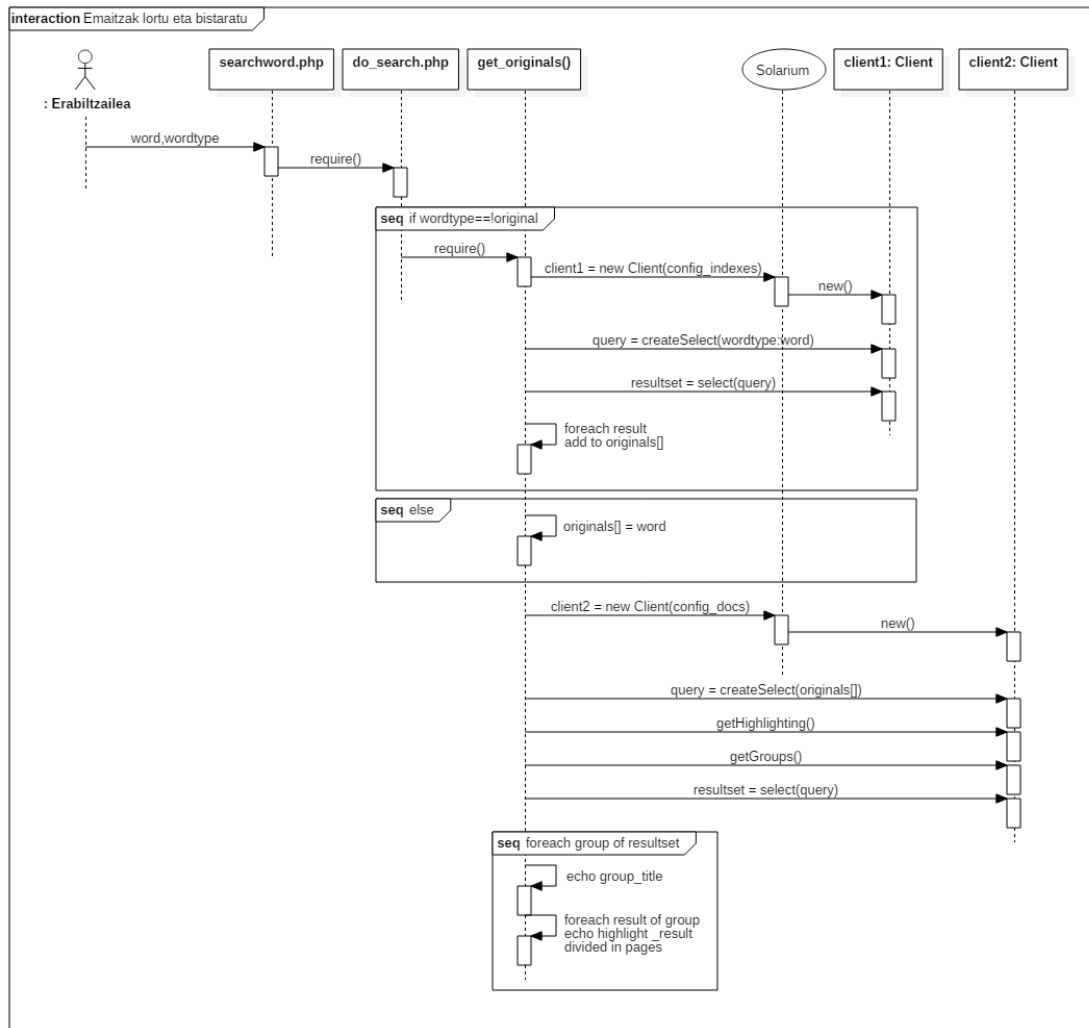 interaction Emaitzak lortu eta bistaratu
searchword.php
do_search.php
get_originals()
Solarium
client1: Client
client2: Client
: Erabiltzailea
word,wordtype
require()
seq if wordtype==!original
require()
client1 = new Client(config_indexes)
new()
query = createSelect(wordtype:word)
resultset = select(query)
foreach result
add to originals[]
seq else
originals[] = word
client2 = new Client(config_docs)
new()
query = createSelect(originals[])
getHighlighting()
getGroups()
resultset = select(query)
seq foreach group of resultset
echo group_title
foreach result of group
echo highlight _result
divided in pages